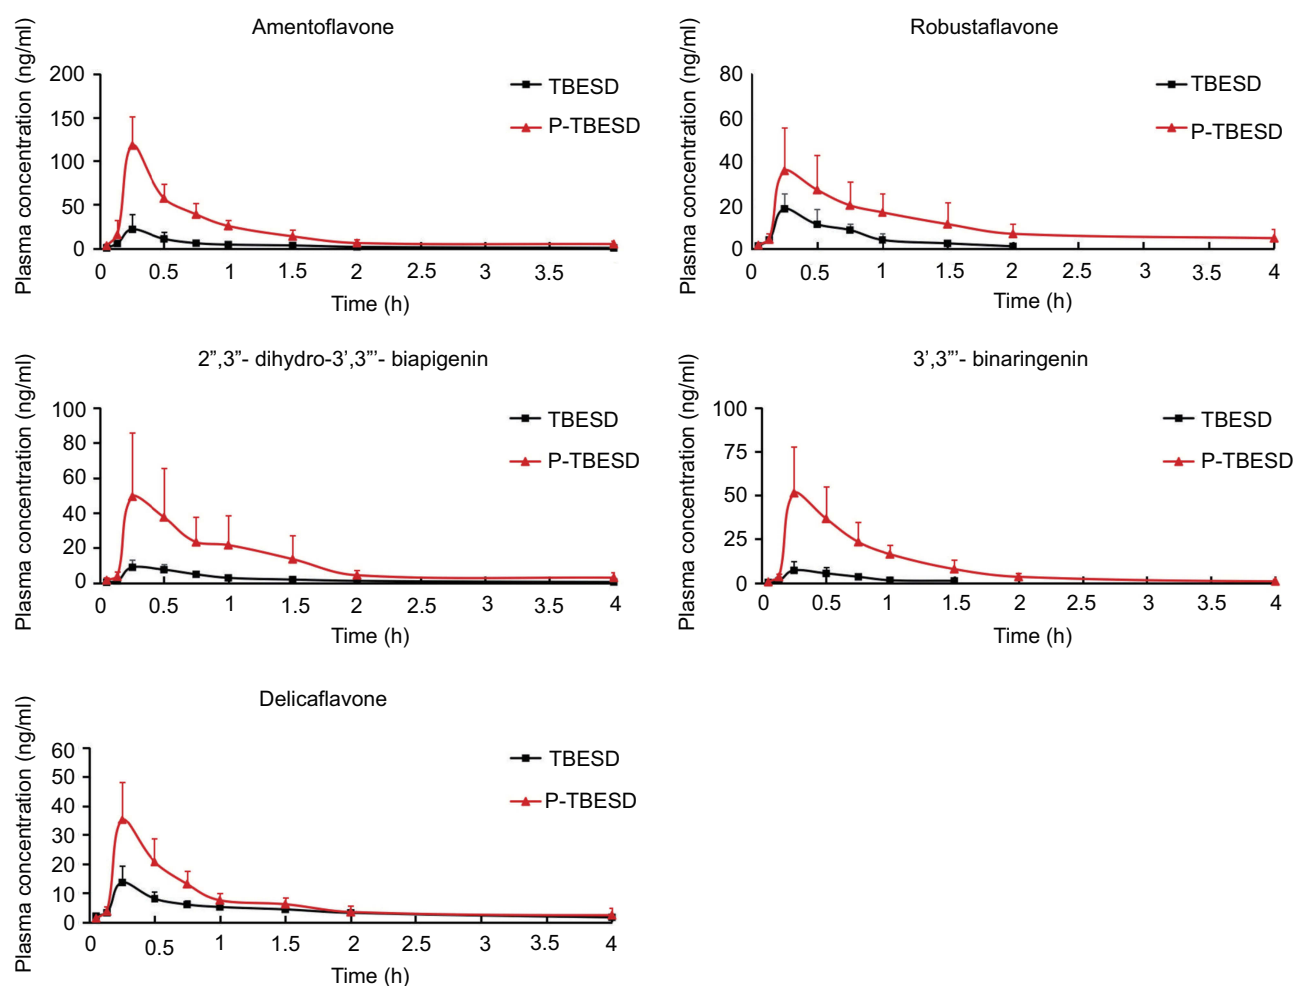 Amentoflavone
Plasma concentration (ng/ml)
200
150
100
50
0
TBESD
P-TBESD
0 0.5 1 1.5 2 2.5 3 3.5
Time (h)
Robustaflavone
Plasma concentration (ng/ml)
80
60
40
20
0
TBESD
P-TBESD
0 0.5 1 1.5 2 2.5 3 3.5 4
Time (h)
2”,3”- dihydro-3’,3”’- biapigenin
Plasma concentration (ng/ml)
100
80
60
40
20
0
TBESD
P-TBESD
0 0.5 1 1.5 2 2.5 3 3.5 4
Time (h)
3’,3”’- binaringenin
Plasma concentration (ng/ml)
100
75
50
25
0
TBESD
P-TBESD
0 0.5 1 1.5 2 2.5 3 3.5 4
Time (h)
Delicaflavone
Plasma concentration (ng/ml)
60
50
40
30
20
10
0
TBESD
P-TBESD
0 0.5 1 1.5 2 2.5 3 3.5 4
Time (h)